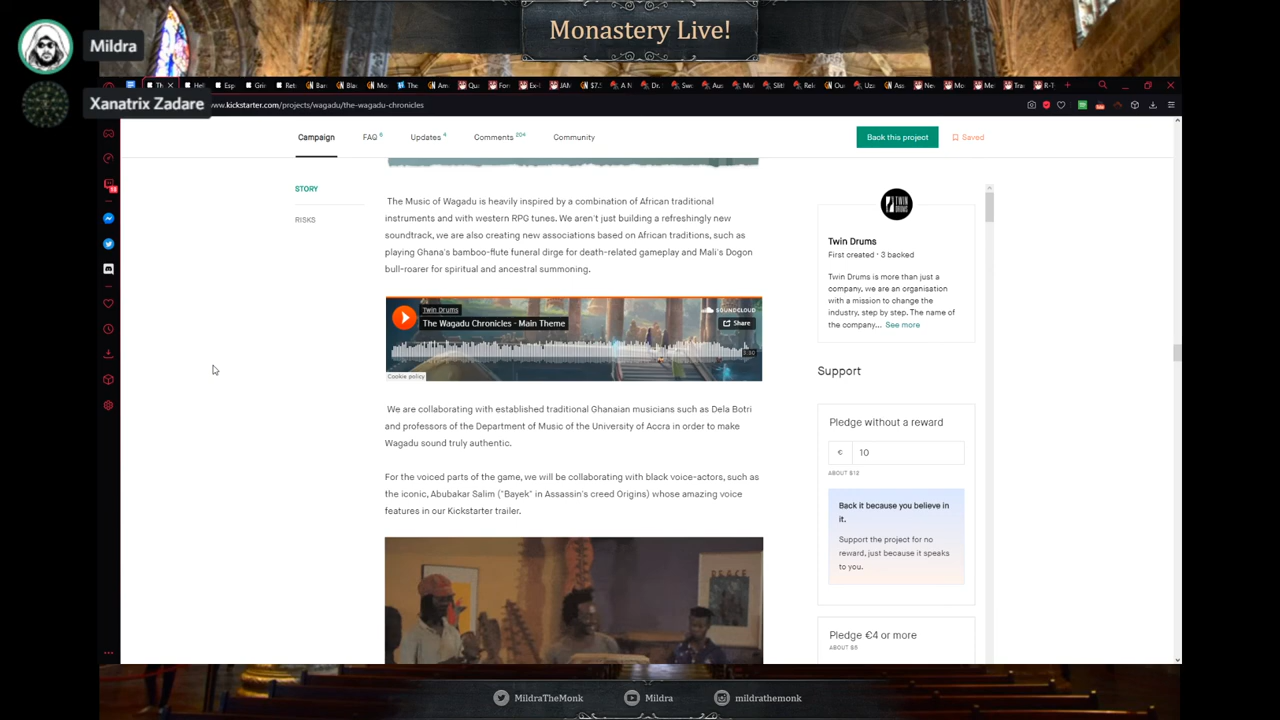 Monastery Live!
Mildra
Xanatrix Zadare
www.kickstarter.com/projects/wagadu/the-wagadu-chronicles
Campaign
FAQ 6
Updates 4
Comments 204
Community
Back this project
Saved
STORY
RISKS
The Music of Wagadu is heavily inspired by a combination of African traditional
instruments and with western RPG tunes. We aren't just building a refreshingly new
soundtrack, we are also creating new associations based on African traditions, such as
playing Ghana's bamboo-flute funeral dirge for death-related gameplay and Mali's Dogon
bull-roarer for spiritual and ancestral summoning.
Twin Drums
The Wagadu Chronicles - Main Theme
SOUNDCLOUD
Share
Cookie policy
We are collaborating with established traditional Ghanaian musicians such as Dela Botri
and professors of the Department of Music of the University of Accra in order to make
Wagadu sound truly authentic.
For the voiced parts of the game, we will be collaborating with black voice-actors, such as
the iconic, Abubakar Salim ("Bayek" in Assassin's creed Origins) whose amazing voice
features in our Kickstarter trailer.
TWIN
DRUMS
Twin Drums
First created · 3 backed
Twin Drums is more than just a
company, we are an organisation
with a mission to change the
industry, step by step. The name of
the company... See more
Support
Pledge without a reward
€ 10
ABOUT $12
Back it because you believe in
it.
Support the project for no
reward, just because it speaks
to you.
Pledge €4 or more
ABOUT $5
MildraTheMonk
Mildra
mildrathemonk